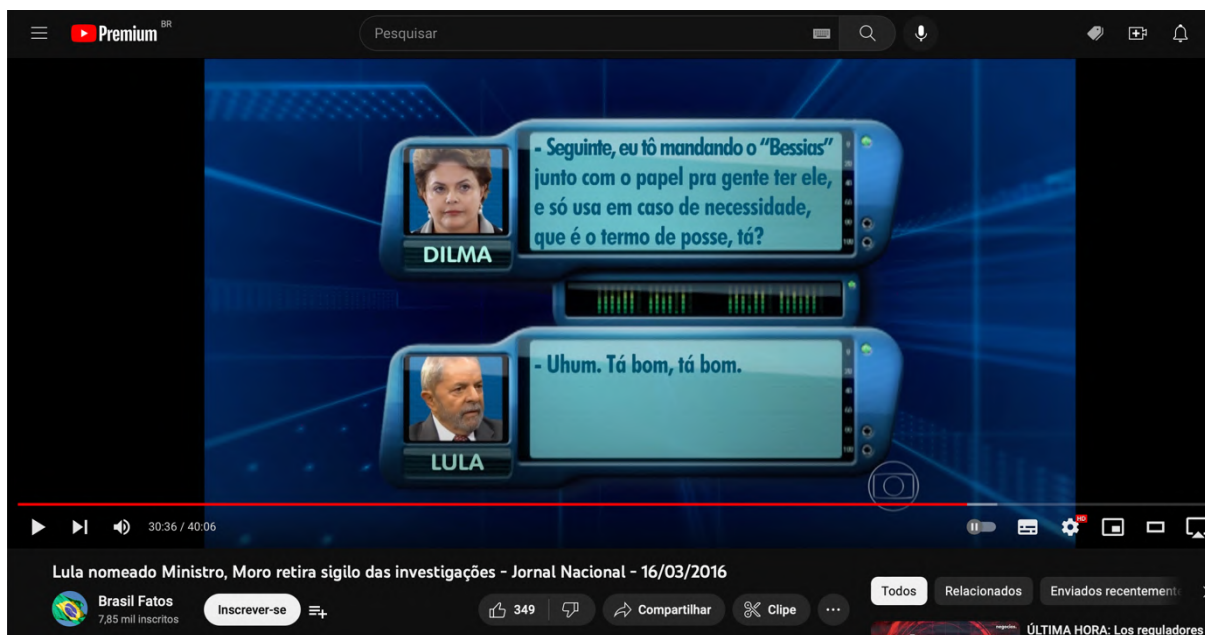 Premium BR
Pesquisar
- Seguinte, eu tô mandando o “Bessias”
junto com o papel pra gente ter ele,
e só usa em caso de necessidade,
que é o termo de posse, tá?
DILMA
- Uhum. Tá bom, tá bom.
LULA
30:36 / 40:06
HD
Lula nomeado Ministro, Moro retira sigilo das investigações - Jornal Nacional - 16/03/2016
Brasil Fatos
7,85 mil inscritos
Inscrever-se
349
Compartilhar
Clipe
Todos
Relacionados
Enviados recentement
ÚLTIMA HORA: Los reguladores